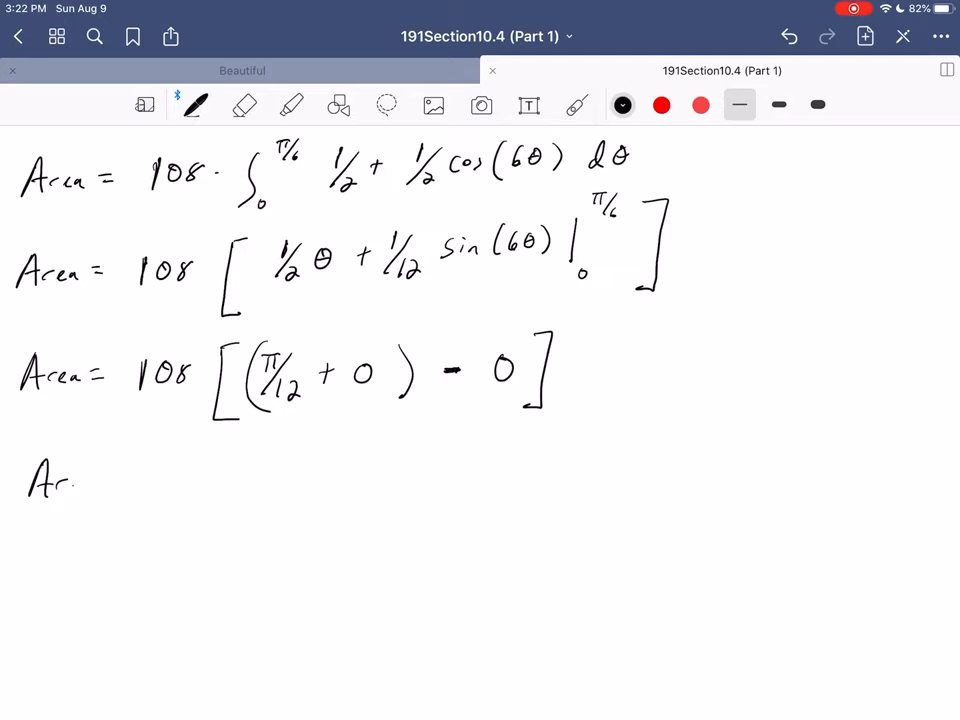 3:22 PM Sun Aug 9 82%
191Section10.4 (Part 1)
Beautiful 191Section10.4 (Part 1)
T
Area = 108 · ∫₀^{π/6} 1/2 + 1/2 cos(6θ) dθ
Area = 108 [ 1/2 θ + 1/12 sin(6θ) |₀^{π/6} ]
Area = 108 [ (π/12 + 0) - 0 ]
Ar